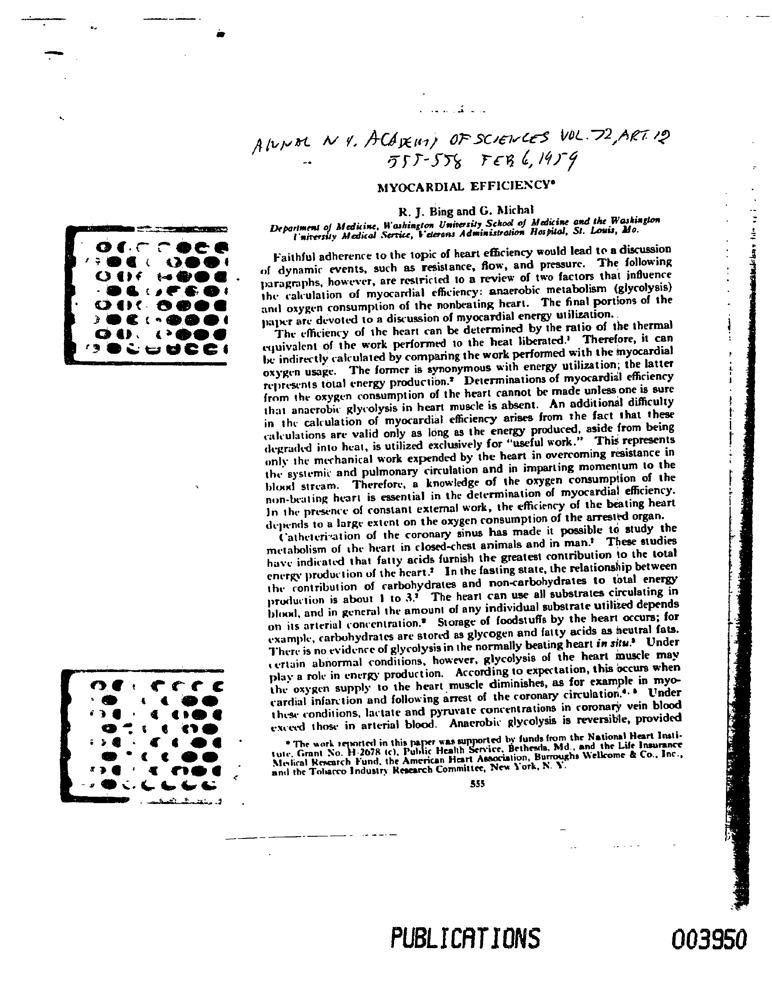 ANNAL N Y. ACADEMY OF SCIENCES VOL. 72, ART. 12
555-558 FEB 6, 1959
MYOCARDIAL EFFICIENCY*
R. J. Bing and G. Michal
Department of Medicine, Washington University School of Medicine and the Washington
University Medical Service, Veterans Administration Hospital, St. Louis, Mo.
Faithful adherence to the topic of heart efficiency would lead to a discussion
of dynamic events, such as resistance, flow, and pressure. The following
paragraphs, however, are restricted to a review of two factors that influence
the calculation of myocardial efficiency: anaerobic metabolism (glycolysis)
and oxygen consumption of the nonbeating heart. The final portions of the
paper are devoted to a discussion of myocardial energy utilization.
The efficiency of the heart can be determined by the ratio of the thermal
equivalent of the work performed to the heat liberated.¹ Therefore, it can
be indirectly calculated by comparing the work performed with the myocardial
oxygen usage. The former is synonymous with energy utilization; the latter
represents total energy production.² Determinations of myocardial efficiency
from the oxygen consumption of the heart cannot be made unless one is sure
that anaerobic glycolysis in heart muscle is absent. An additional difficulty
in the calculation of myocardial efficiency arises from the fact that these
calculations are valid only as long as the energy produced, aside from being
degraded into heat, is utilized exclusively for "useful work." This represents
only the mechanical work expended by the heart in overcoming resistance in
the systemic and pulmonary circulation and in imparting momentum to the
blood stream. Therefore, a knowledge of the oxygen consumption of the
non-beating heart is essential in the determination of myocardial efficiency.
In the presence of constant external work, the efficiency of the beating heart
depends to a large extent on the oxygen consumption of the arrested organ.
Catheterization of the coronary sinus has made it possible to study the
metabolism of the heart in closed-chest animals and in man.³ These studies
have indicated that fatty acids furnish the greatest contribution to the total
energy production of the heart.² In the fasting state, the relationship between
the contribution of carbohydrates and non-carbohydrates to total energy
production is about 1 to 3.³ The heart can use all substrates circulating in
blood, and in general the amount of any individual substrate utilized depends
on its arterial concentration. Storage of foodstuffs by the heart occurs; for
example, carbohydrates are stored as glycogen and fatty acids as neutral fats.
There is no evidence of glycolysis in the normally beating heart in situ. Under
certain abnormal conditions, however, glycolysis of the heart muscle may
play a role in energy production. According to expectation, this occurs when
the oxygen supply to the heart muscle diminishes, as for example in myo-
cardial infarction and following arrest of the coronary circulation. Under
these conditions, lactate and pyruvate concentrations in coronary vein blood
exceed those in arterial blood. Anaerobic glycolysis is reversible, provided
* The work reported in this paper was supported by funds from the National Heart Insti-
tute, Grant No. H-2078 (c), Public Health Service, Bethesda, Md., and the Life Insurance
Medical Research Fund, the American Heart Association, Burroughs Wellcome & Co., Inc.,
and the Tobacco Industry Research Committee, New York, N. Y.
555
PUBLICATIONS 003950